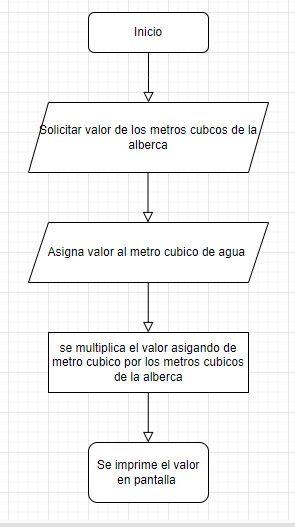 Inicio
Solicitar valor de los metros cubcos de la
alberca
Asigna valor al metro cubico de agua
se multiplica el valor asigando de
metro cubico por los metros cubicos
de la alberca
Se imprime el valor
en pantalla